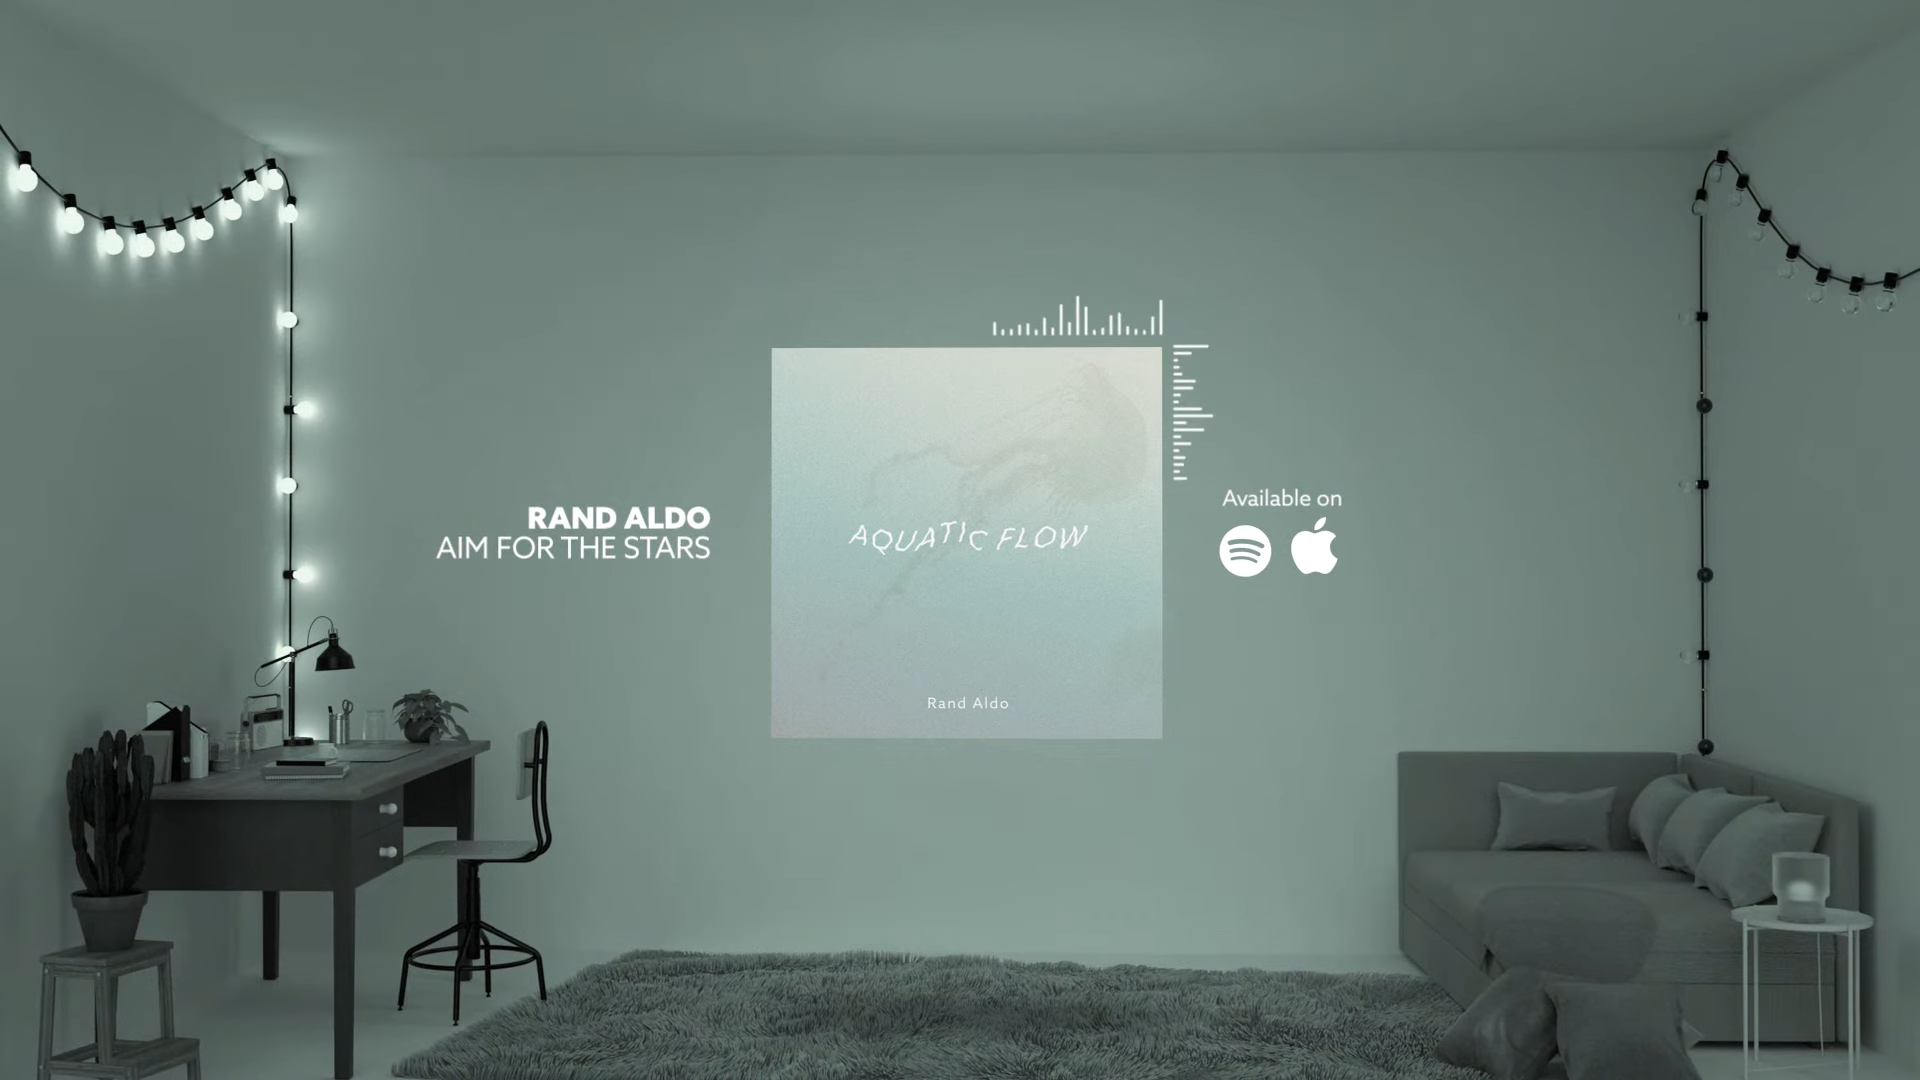 RAND ALDO
AIM FOR THE STARS
AQUATIC FLOW
Rand Aldo
Available on